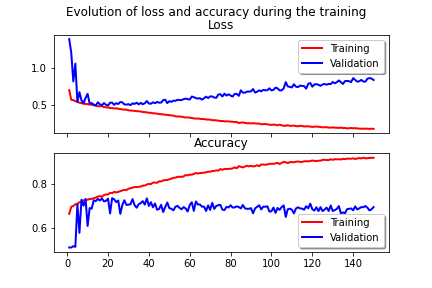 Evolution of loss and accuracy during the training
Loss
Training
Validation
1.0
0.5
Accuracy
0.8
0.6
Training
Validation
0 20 40 60 80 100 120 140